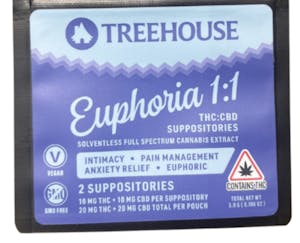 TREEHOUSE
Euphoria 1:1
THC:CBD
SUPPOSITORIES
SOLVENTLESS FULL SPECTRUM CANNABIS EXTRACT
INTIMACY • PAIN MANAGEMENT
ANXIETY RELIEF • EUPHORIC
V
VEGAN
GMO FREE
2 SUPPOSITORIES
10 MG THC + 10 MG CBD PER SUPPOSITORY
20 MG THC + 20 MG CBD TOTAL PER POUCH
CONTAINS THC
TOTAL NET WT